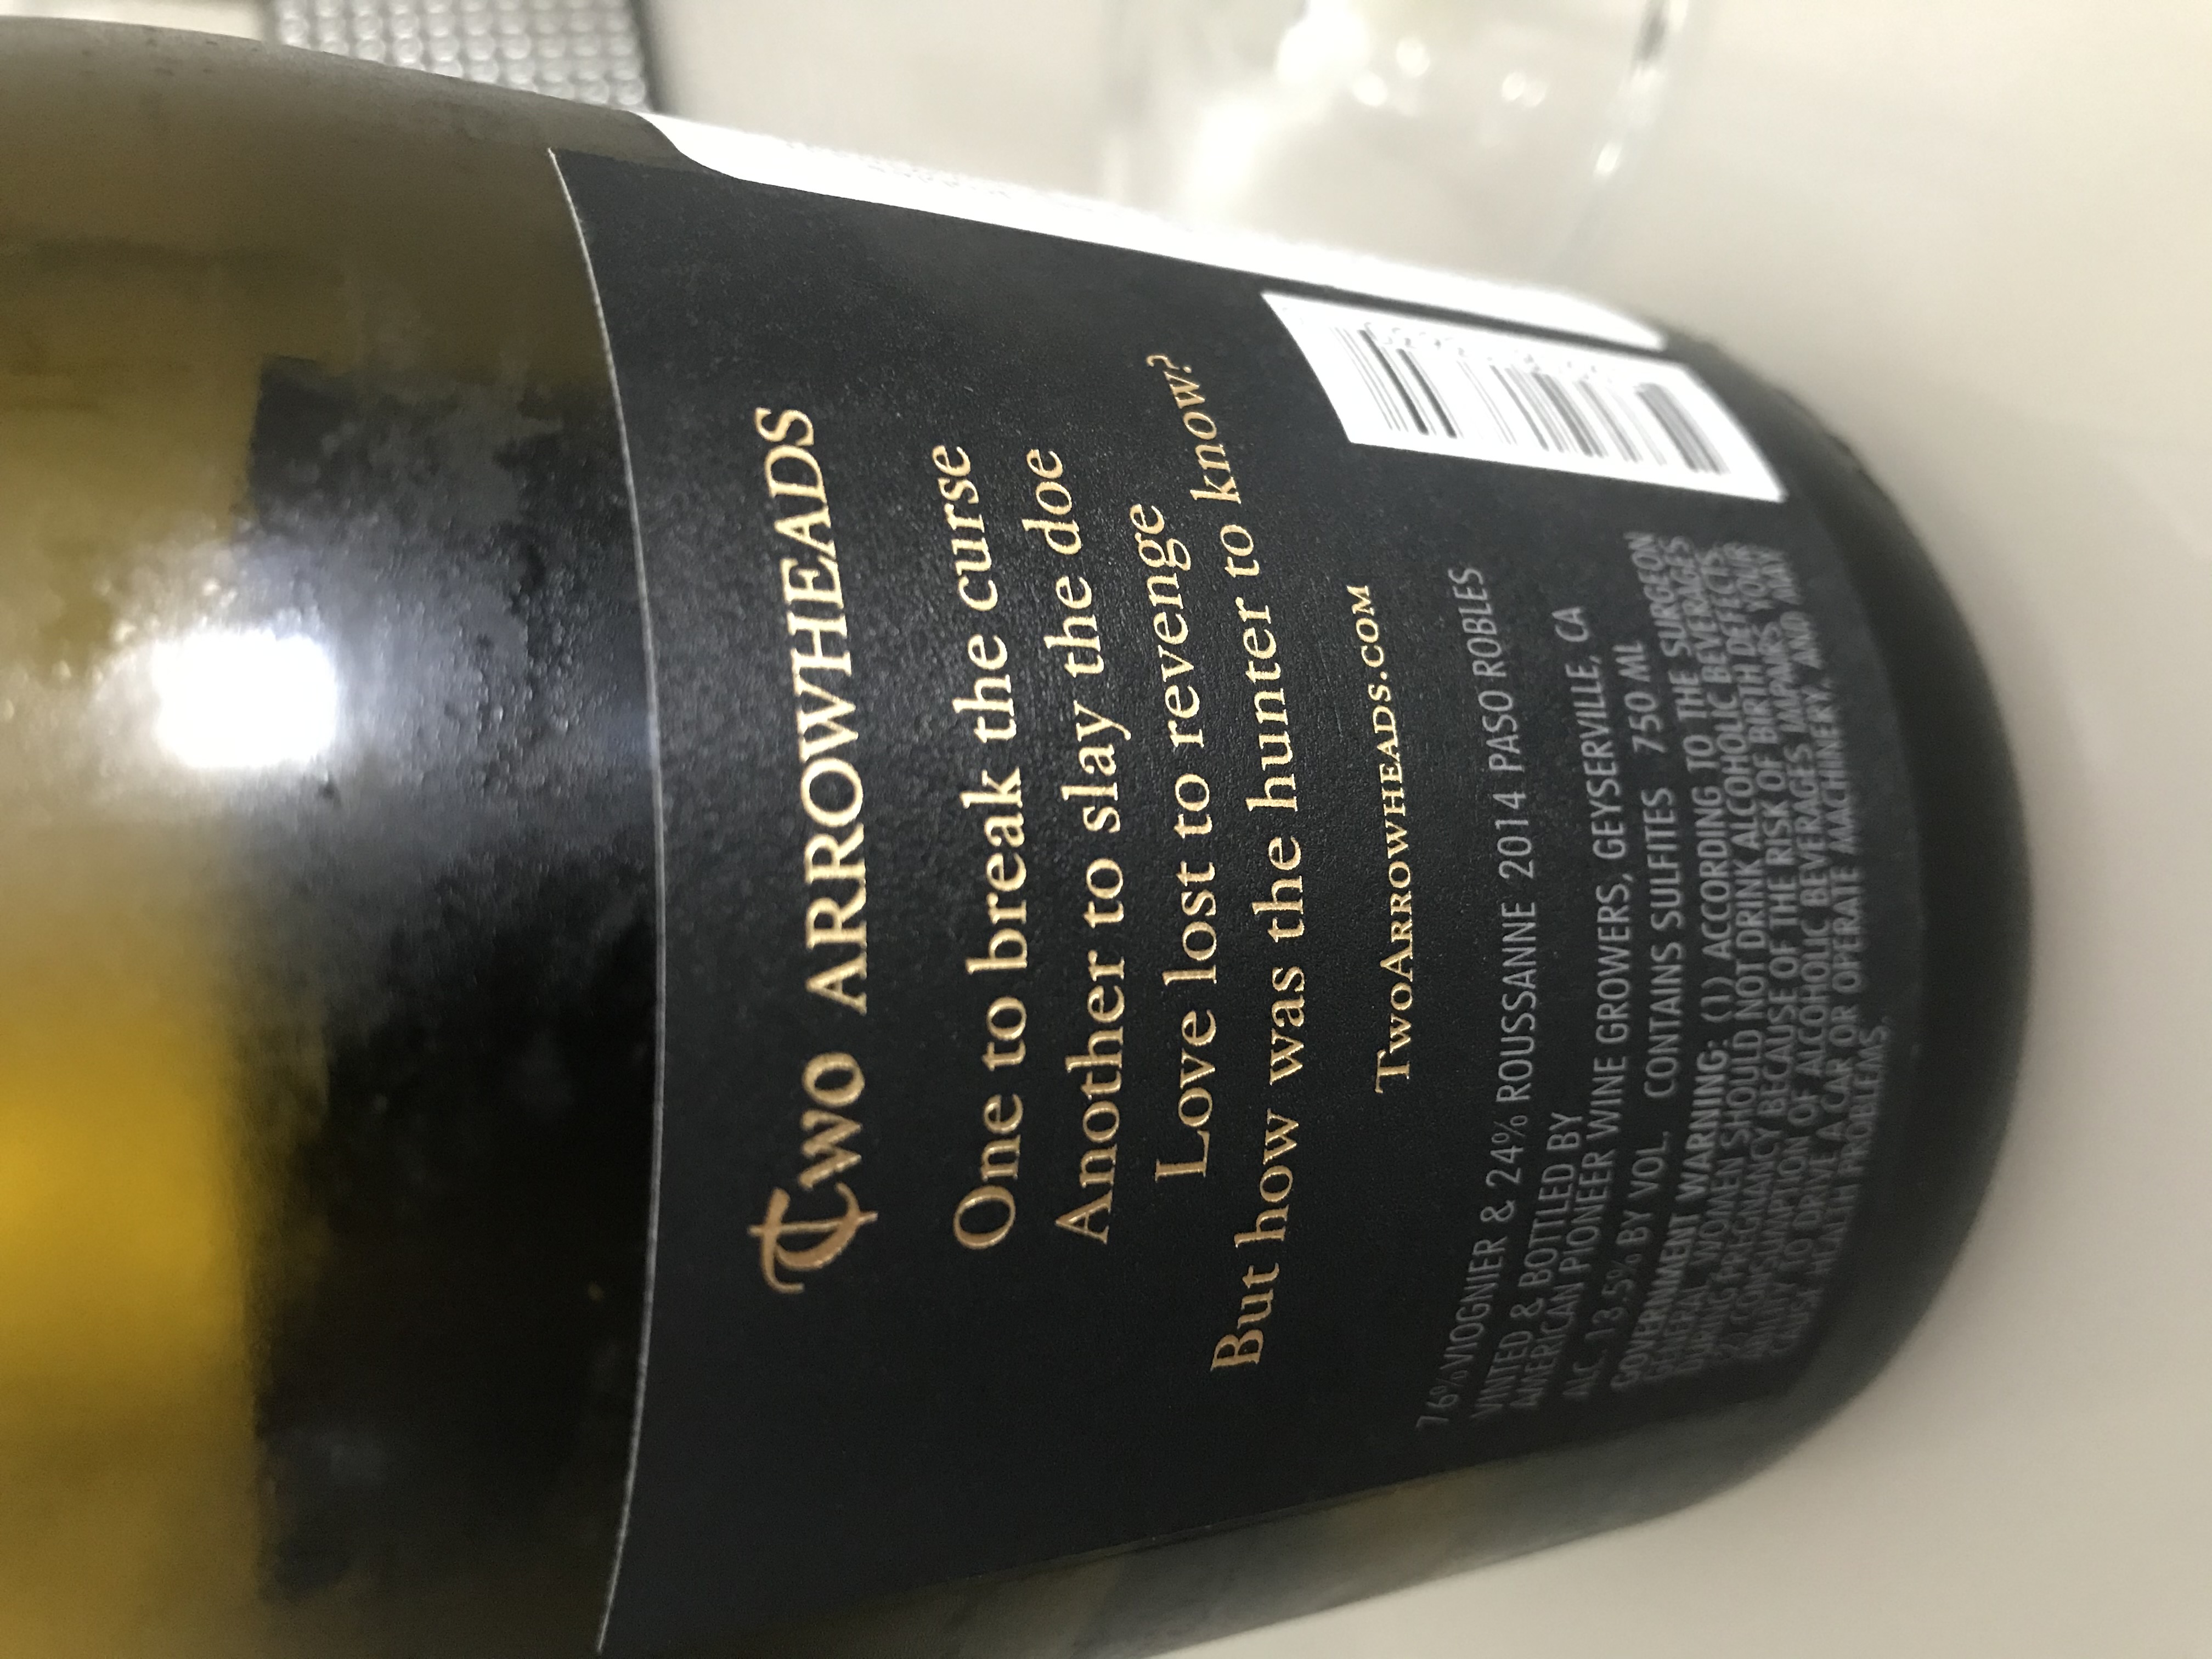 Two ARROWHEADS
One to break the curse
Another to slay the doe
Love lost to revenge
But how was the hunter to know?
TWOARROWHEADS.COM
76% VIOGNIER & 24% ROUSSANNE 2014 PASO ROBLES
VINTED & BOTTLED BY
AMERICAN PIONEER WINE GROWERS, GEYSERVILLE, CA
ALC. 13.5% BY VOL. CONTAINS SULFITES 750 ML
GOVERNMENT WARNING: (1) ACCORDING TO THE SURGEON
GENERAL, WOMEN SHOULD NOT DRINK ALCOHOLIC BEVERAGES
DURING PREGNANCY BECAUSE OF THE RISK OF BIRTH DEFECTS.
(2) CONSUMPTION OF ALCOHOLIC BEVERAGES IMPAIRS YOUR
ABILITY TO DRIVE A CAR OR OPERATE MACHINERY, AND MAY
CAUSE HEALTH PROBLEMS.